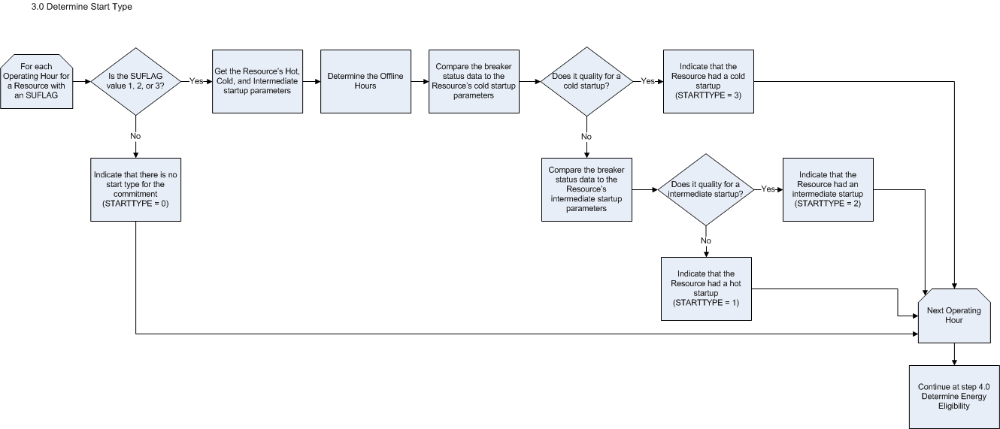 3.0 Determine Start Type
For each
Operating Hour for
a Resource with
an SUFLAG
Is the SUFLAG
value 1, 2, or 3?
Yes
Get the Resource's Hot,
Cold, and Intermediate
startup parameters
Determine the Offline
Hours
Compare the breaker
status data to the
Resource's cold startup
parameters
Does it quality for a
cold startup?
Yes
Indicate that the
Resource had a cold
startup
(STARTTYPE = 3)
No
No
Indicate that there is no
start type for the
commitment
(STARTTYPE = 0)
Compare the breaker
status data to the
Resource's
intermediate startup
parameters
Does it quality for a
intermediate startup?
Yes
Indicate that the
Resource had an
intermediate startup
(STARTTYPE = 2)
No
Indicate that the
Resource had a hot
startup
(STARTTYPE = 1)
Next Operating
Hour
Continue at step 4.0
Determine Energy
Eligibility